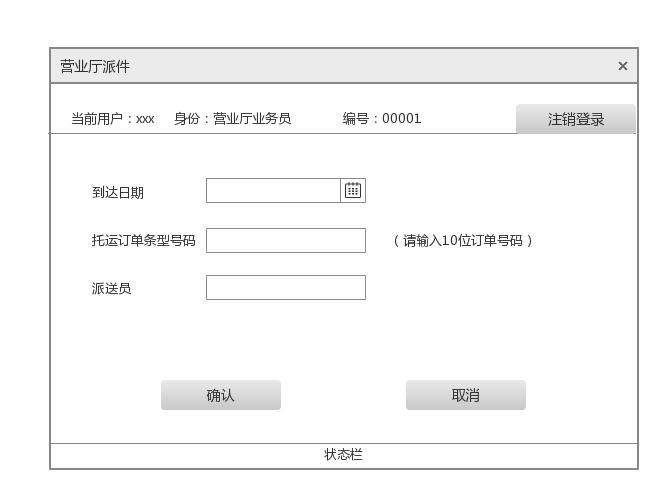 营业厅派件
当前用户：xxx 身份：营业厅业务员 编号：00001 注销登录
到达日期
托运订单条型号码 （请输入10位订单号码）
派送员
确认 取消
状态栏